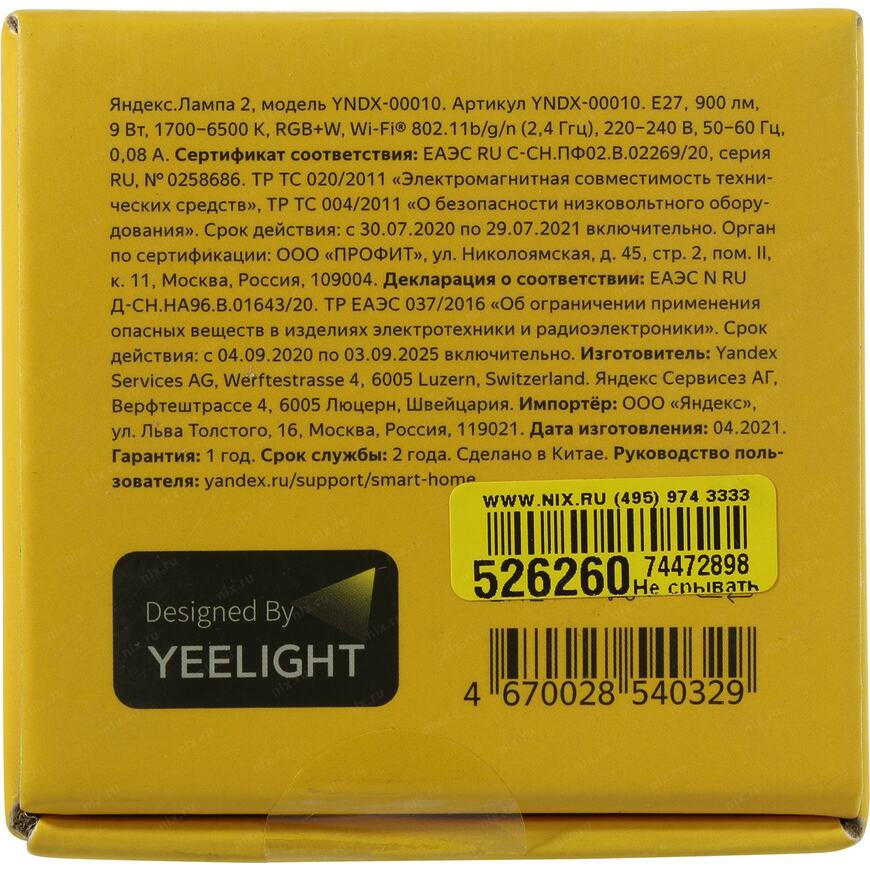 Яндекс.Лампа 2, модель YNDX-00010. Артикул YNDX-00010. E27, 900 лм,
9 Вт, 1700–6500 K, RGB+W, Wi-Fi® 802.11b/g/n (2,4 Ггц), 220–240 В, 50–60 Гц,
0,08 А. Сертификат соответствия: ЕАЭС RU C-CH.ПФ02.В.02269/20, серия
RU, № 0258686. ТР ТС 020/2011 «Электромагнитная совместимость техни-
ческих средств», ТР ТС 004/2011 «О безопасности низковольтного обору-
дования». Срок действия: с 30.07.2020 по 29.07.2021 включительно. Орган
по сертификации: ООО «ПРОФИТ», ул. Николоямская, д. 45, стр. 2, пом. II,
к. 11, Москва, Россия, 109004. Декларация о соответствии: ЕАЭС N RU
Д-CH.HA96.B.01643/20. ТР ЕАЭС 037/2016 «Об ограничении применения
опасных веществ в изделиях электротехники и радиоэлектроники». Срок
действия: с 04.09.2020 по 03.09.2025 включительно. Изготовитель: Yandex
Services AG, Werftestrasse 4, 6005 Luzern, Switzerland. Яндекс Сервисез АГ,
Верфтештрассе 4, 6005 Люцерн, Швейцария. Импортёр: ООО «Яндекс»,
ул. Льва Толстого, 16, Москва, Россия, 119021. Дата изготовления: 04.2021.
Гарантия: 1 год. Срок службы: 2 года. Сделано в Китае. Руководство поль-
зователя: yandex.ru/support/smart-home
WWW.NIX.RU (495) 974 3333
526260 74472898
Не срывать
Designed By
YEELIGHT
4 670028 540329